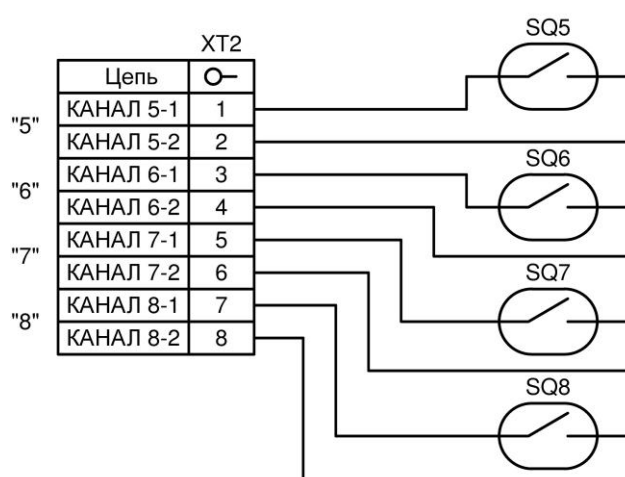 SQ5
XT2
Цепь
"5"
КАНАЛ 5-1 1
КАНАЛ 5-2 2
"6"
КАНАЛ 6-1 3
КАНАЛ 6-2 4
SQ6
"7"
КАНАЛ 7-1 5
КАНАЛ 7-2 6
SQ7
"8"
КАНАЛ 8-1 7
КАНАЛ 8-2 8
SQ8